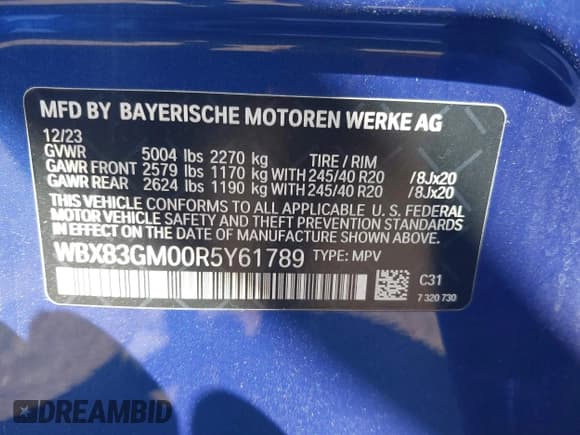 MFD BY BAYERISCHE MOTOREN WERKE AG
12/23
GVWR 5004 lbs 2270 kg TIRE / RIM
GAWR FRONT 2579 lbs 1170 kg WITH 245/40 R20 /8Jx20
GAWR REAR 2624 lbs 1190 kg WITH 245/40 R20 /8Jx20
THIS VEHICLE CONFORMS TO ALL APPLICABLE U. S. FEDERAL
MOTOR VEHICLE SAFETY AND THEFT PREVENTION STANDARDS
IN EFFECT ON THE DATE OF MANUFACTURE SHOWN ABOVE.
WBX83GM00R5Y61789 TYPE: MPV
C31
7 320 730
DREAMBID